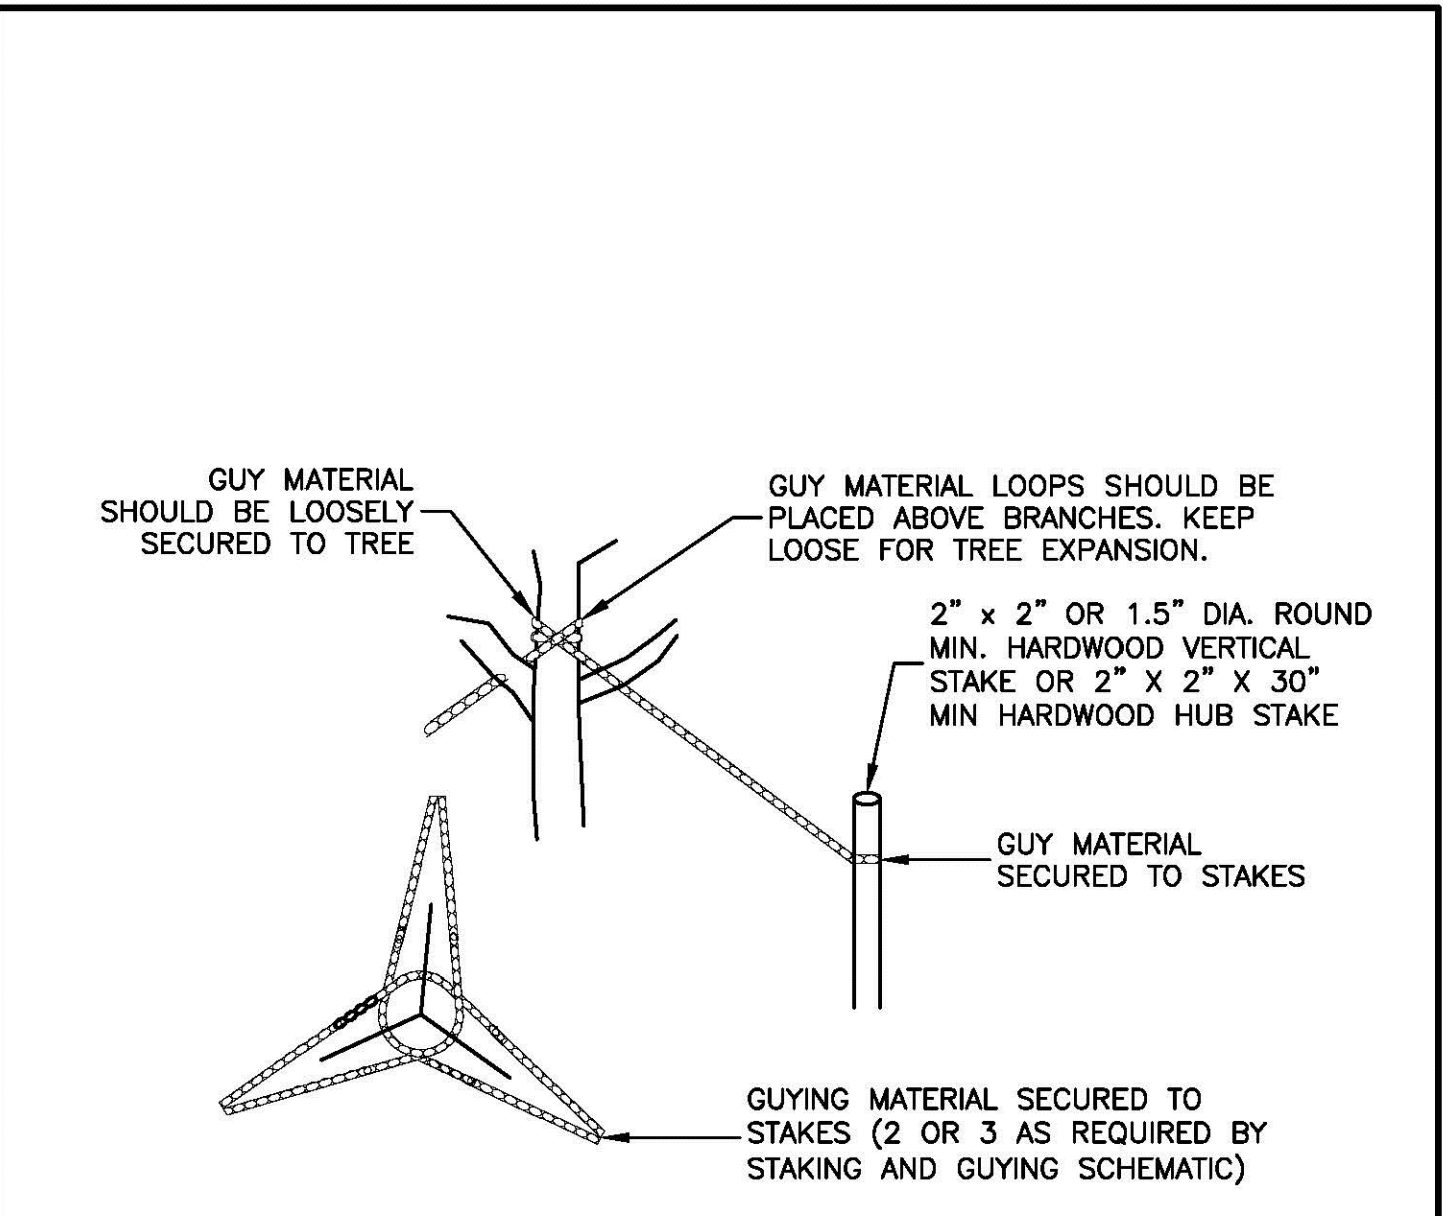 GUY MATERIAL
SHOULD BE LOOSELY
SECURED TO TREE
GUY MATERIAL LOOPS SHOULD BE
PLACED ABOVE BRANCHES. KEEP
LOOSE FOR TREE EXPANSION.
2” x 2” OR 1.5” DIA. ROUND
MIN. HARDWOOD VERTICAL
STAKE OR 2” X 2” X 30”
MIN HARDWOOD HUB STAKE
GUY MATERIAL
SECURED TO STAKES
GUYING MATERIAL SECURED TO
STAKES (2 OR 3 AS REQUIRED BY
STAKING AND GUYING SCHEMATIC)